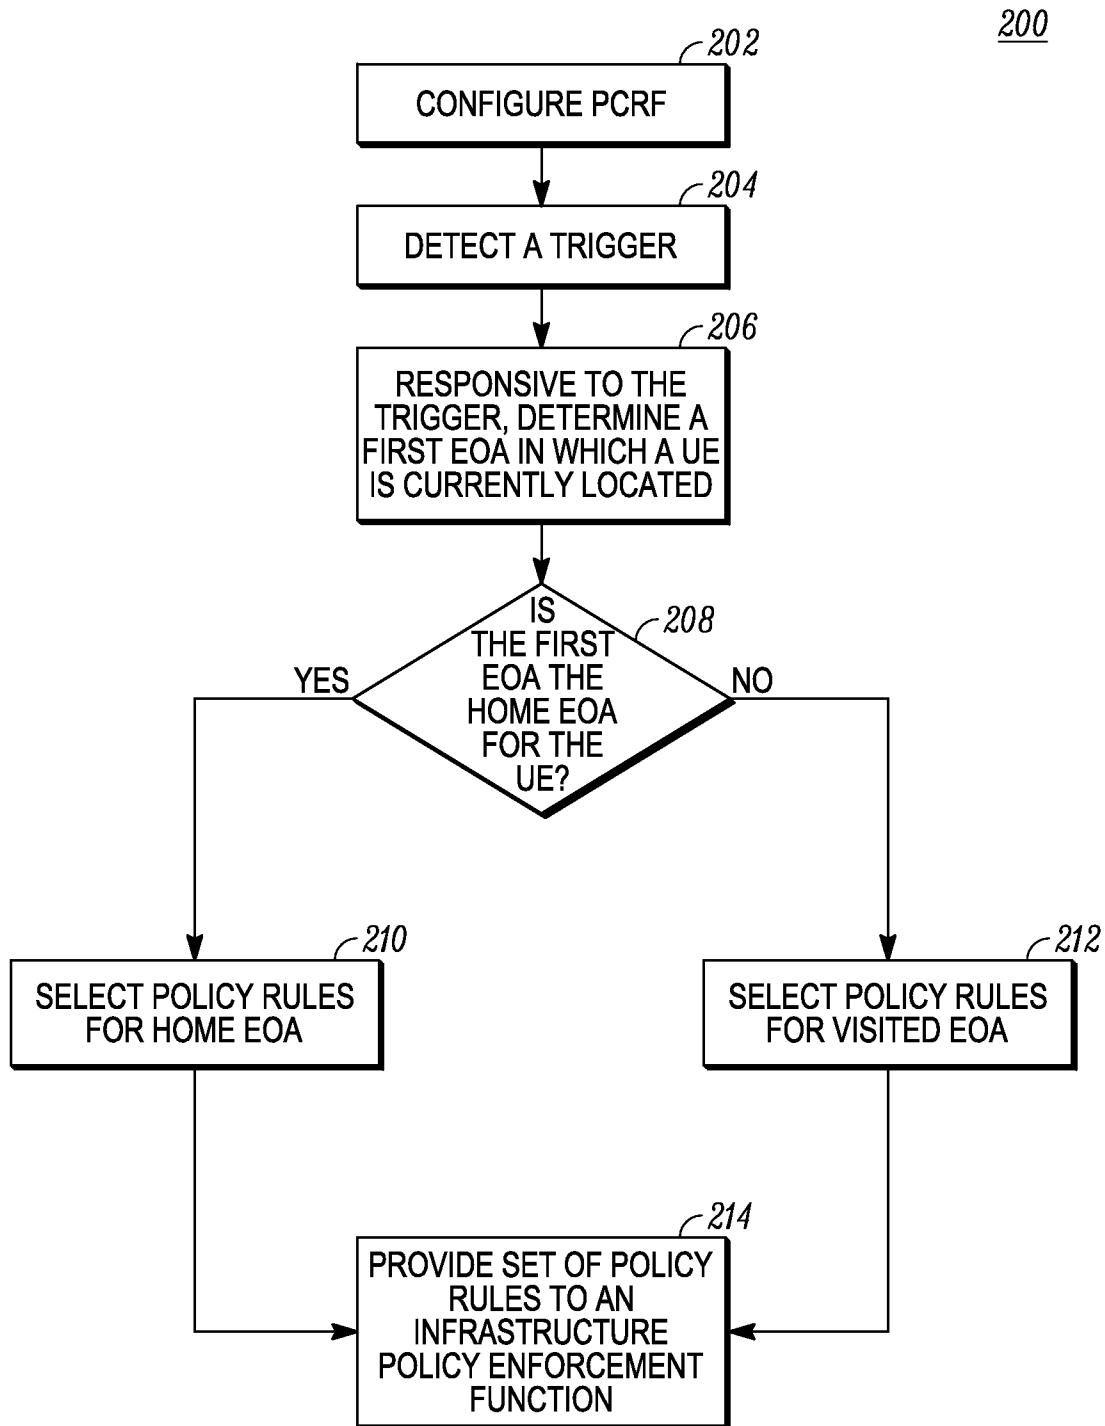 200
202
CONFIGURE PCRF
204
DETECT A TRIGGER
206
RESPONSIVE TO THE
TRIGGER, DETERMINE A
FIRST EOA IN WHICH A UE
IS CURRENTLY LOCATED
208
IS
THE FIRST
EOA THE
HOME EOA
FOR THE
UE?
YES
NO
210
SELECT POLICY RULES
FOR HOME EOA
212
SELECT POLICY RULES
FOR VISITED EOA
214
PROVIDE SET OF POLICY
RULES TO AN
INFRASTRUCTURE
POLICY ENFORCEMENT
FUNCTION